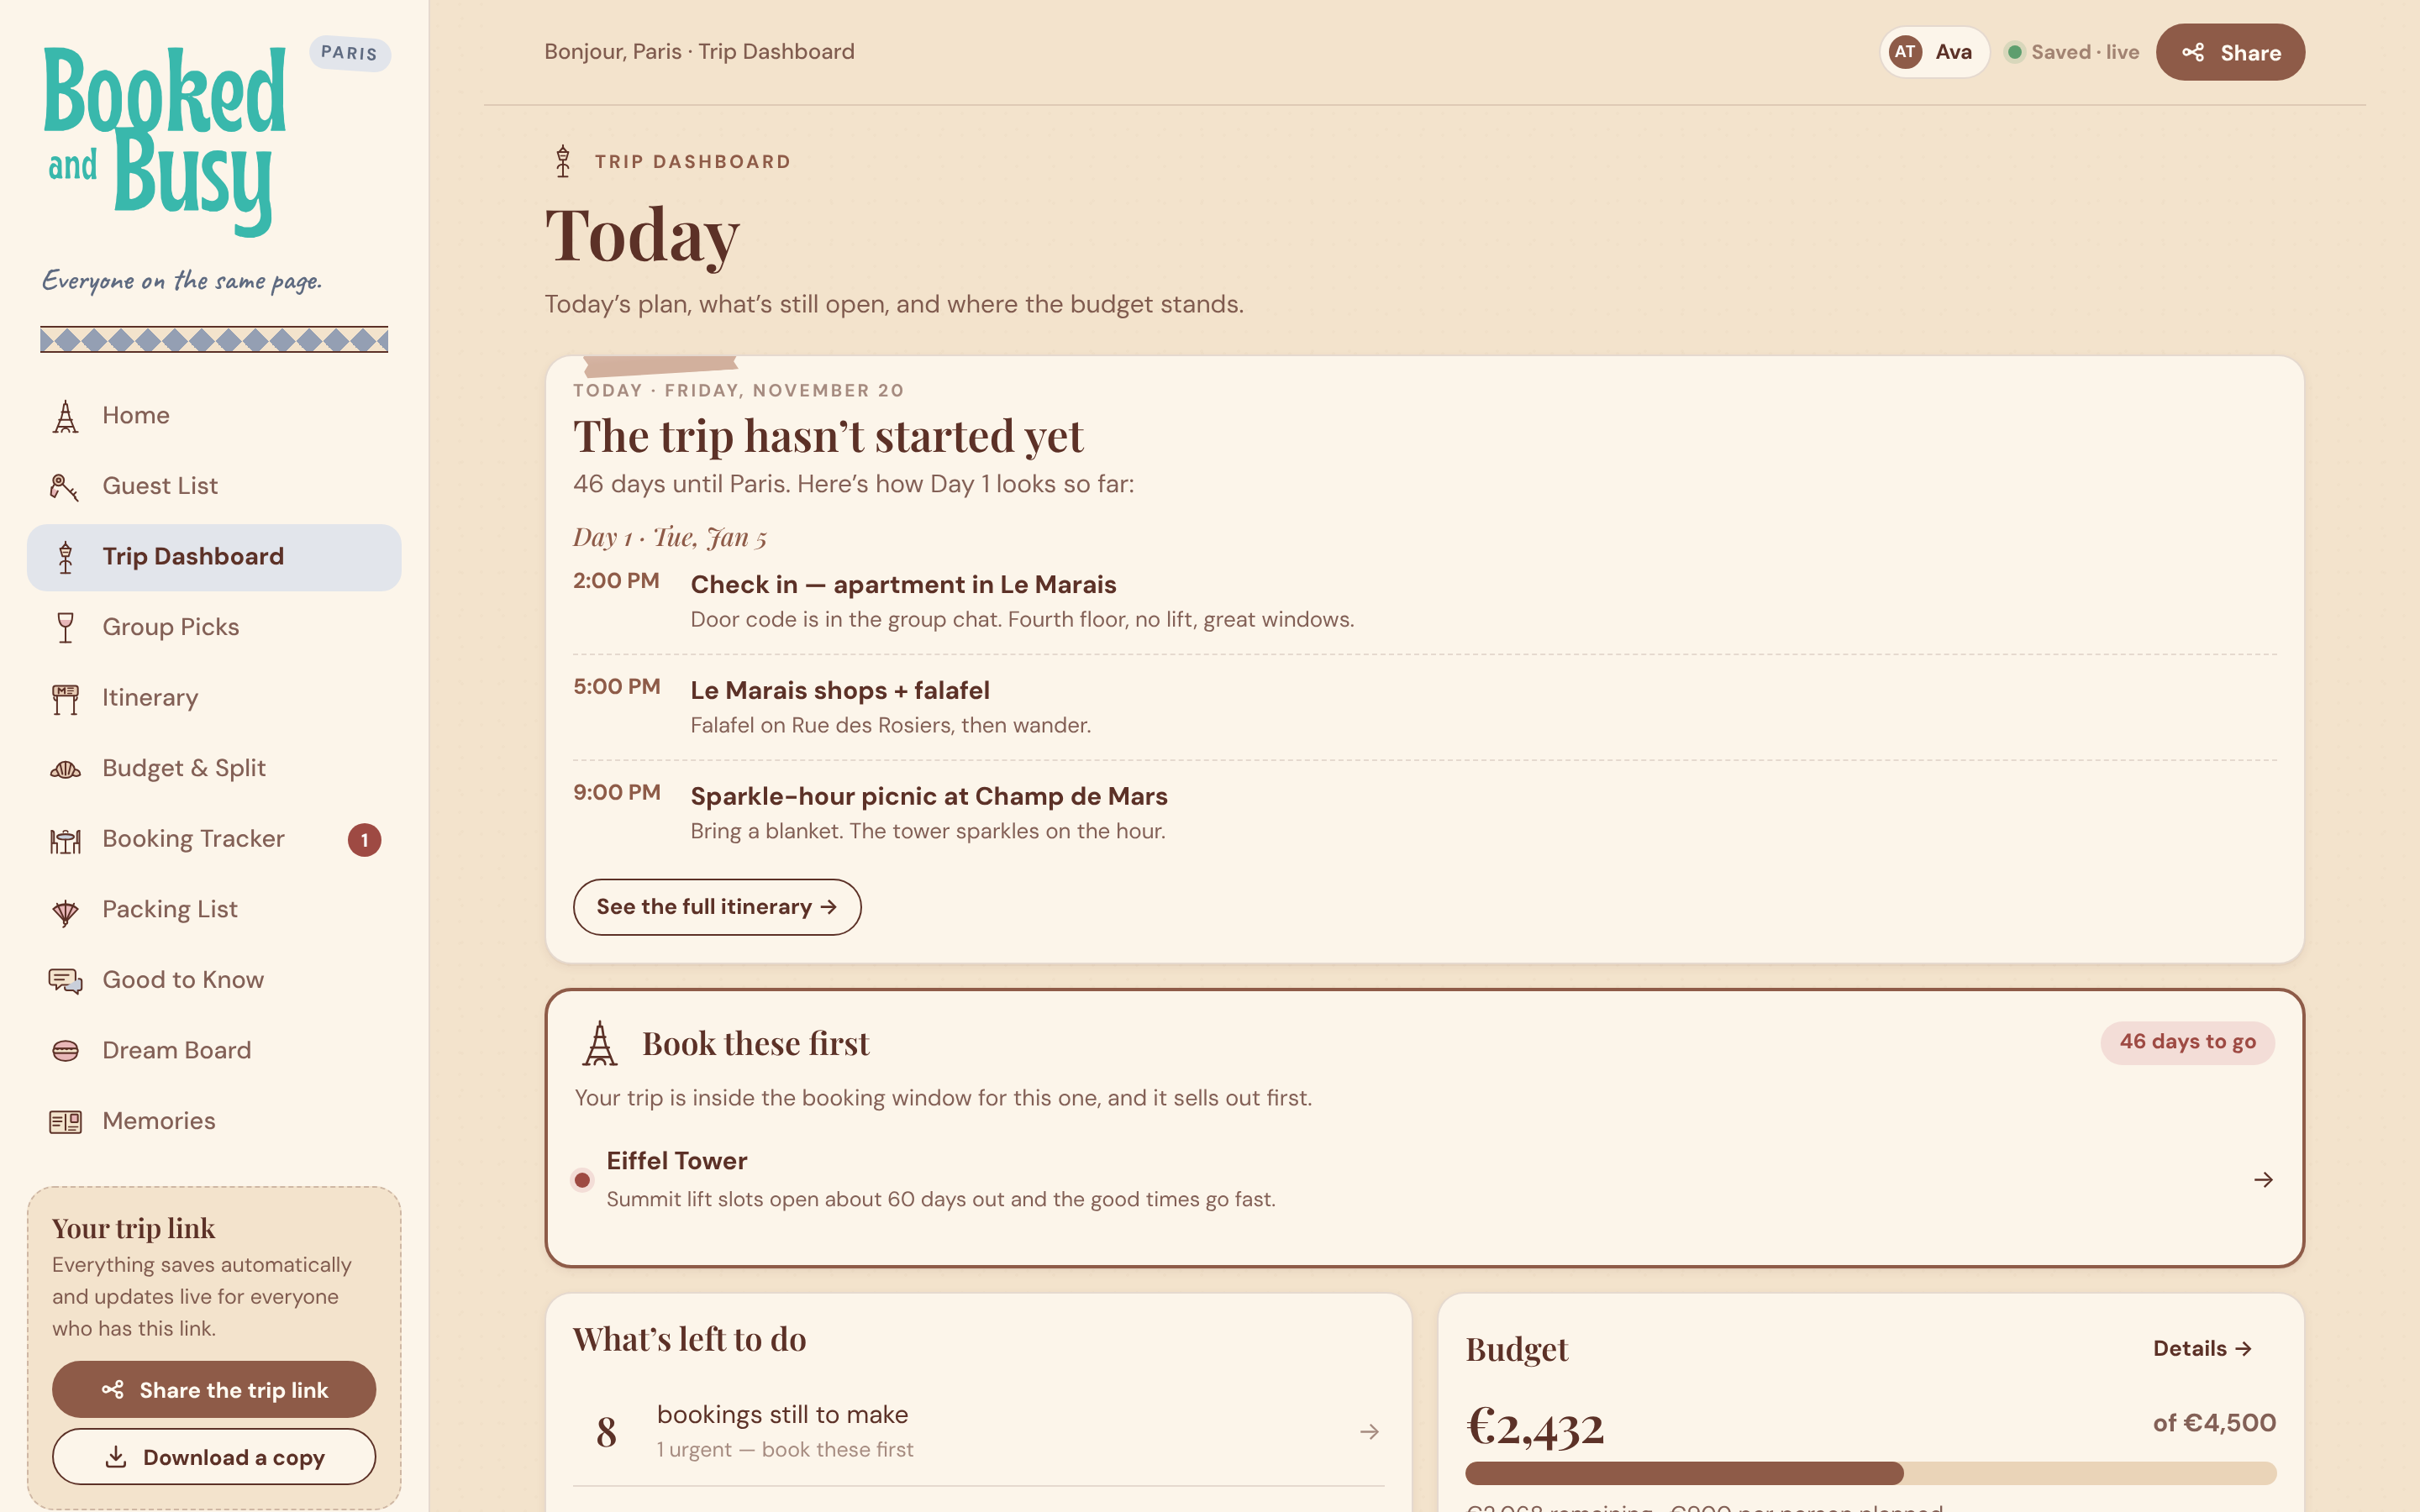 Booked
and Busy
PARIS
Everyone on the same page.
Home
Guest List
Trip Dashboard
Group Picks
Itinerary
Budget & Split
Booking Tracker 1
Packing List
Good to Know
Dream Board
Memories
Your trip link
Everything saves automatically
and updates live for everyone
who has this link.
Share the trip link
Download a copy
Bonjour, Paris · Trip Dashboard
AT Ava
Saved · live
Share
TRIP DASHBOARD
Today
Today’s plan, what’s still open, and where the budget stands.
TODAY · FRIDAY, NOVEMBER 20
The trip hasn’t started yet
46 days until Paris. Here’s how Day 1 looks so far:
Day 1 · Tue, Jan 5
2:00 PM Check in — apartment in Le Marais
Door code is in the group chat. Fourth floor, no lift, great windows.
5:00 PM Le Marais shops + falafel
Falafel on Rue des Rosiers, then wander.
9:00 PM Sparkle-hour picnic at Champ de Mars
Bring a blanket. The tower sparkles on the hour.
See the full itinerary →
Book these first
46 days to go
Your trip is inside the booking window for this one, and it sells out first.
Eiffel Tower
Summit lift slots open about 60 days out and the good times go fast.
→
What’s left to do
8 bookings still to make
1 urgent — book these first
→
Budget
Details →
€2,432 of €4,500
€2,068 remaining · €900 per person planned